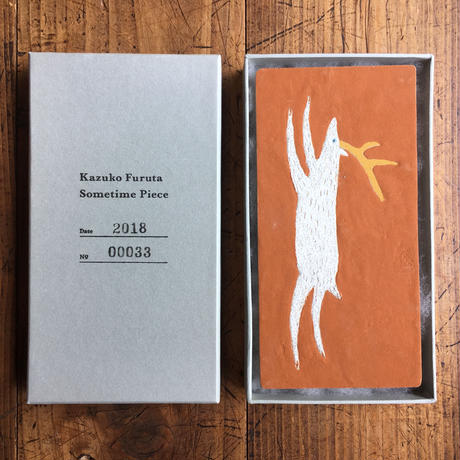 Kazuko Furuta
Sometime Piece
Date 2018
Nº 00033